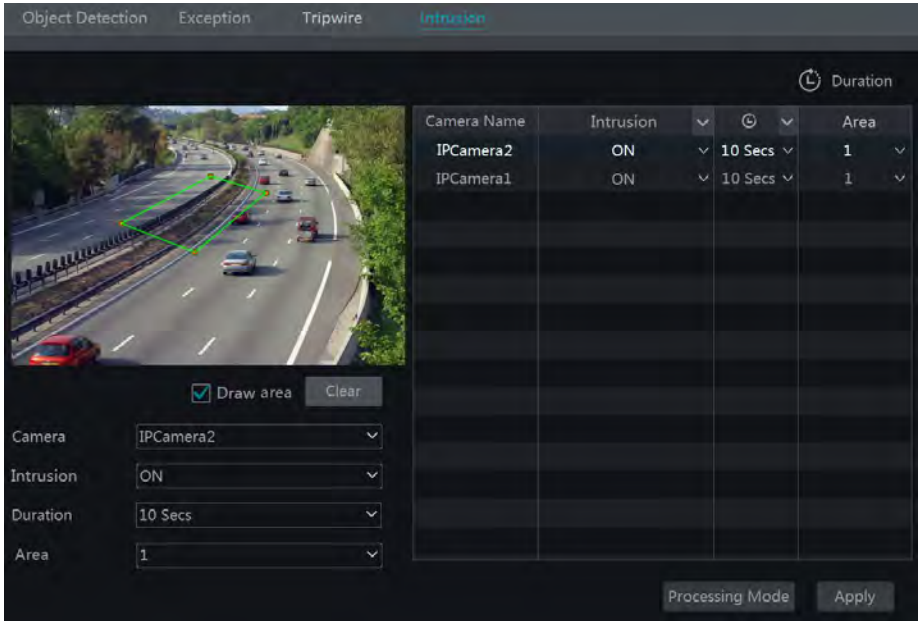 Object Detection Exception Tripwire Intrusion
Duration
Camera Name Intrusion Area
IPCamera2 ON 10 Secs 1
IPCamera1 ON 10 Secs 1
Draw area Clear
Camera IPCamera2
Intrusion ON
Duration 10 Secs
Area 1
Processing Mode Apply